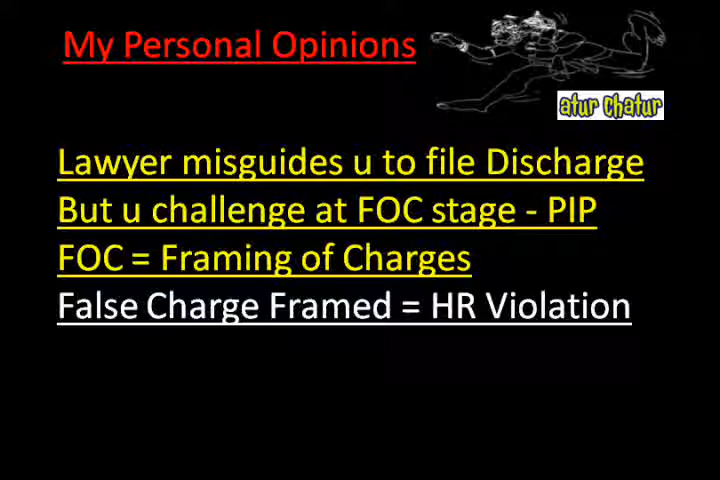 My Personal Opinions
atur chatur
Lawyer misguides u to file Discharge
But u challenge at FOC stage - PIP
FOC = Framing of Charges
False Charge Framed = HR Violation